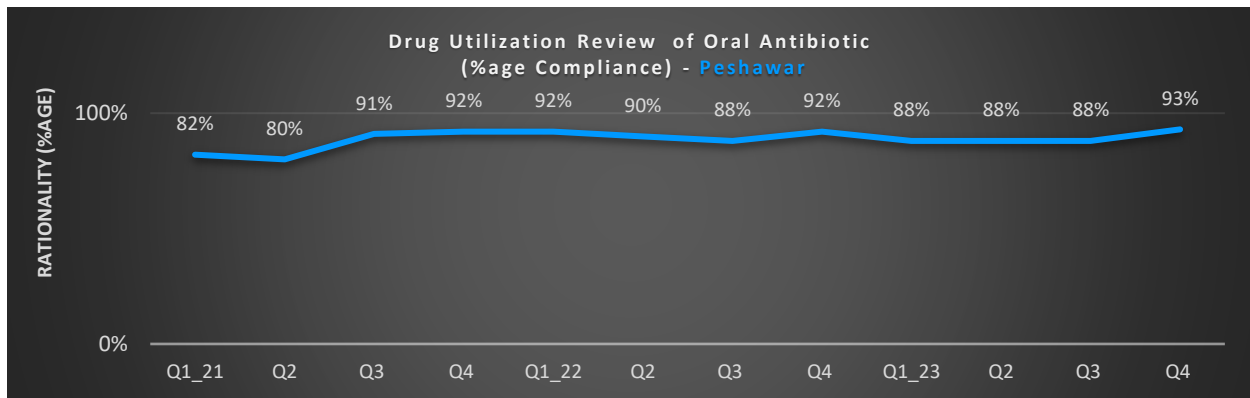 Drug Utilization Review of Oral Antibiotic
(%age Compliance) - Peshawar
RATIONALITY (%AGE)
100%
0%
82%
80%
91%
92%
92%
90%
88%
92%
88%
88%
88%
93%
Q1_21
Q2
Q3
Q4
Q1_22
Q2
Q3
Q4
Q1_23
Q2
Q3
Q4